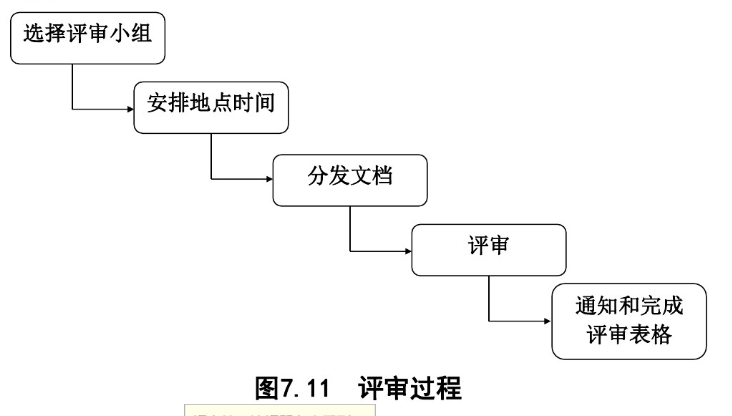 选择评审小组
安排地点时间
分发文档
评审
通知和完成
评审表格
图7.11 评审过程